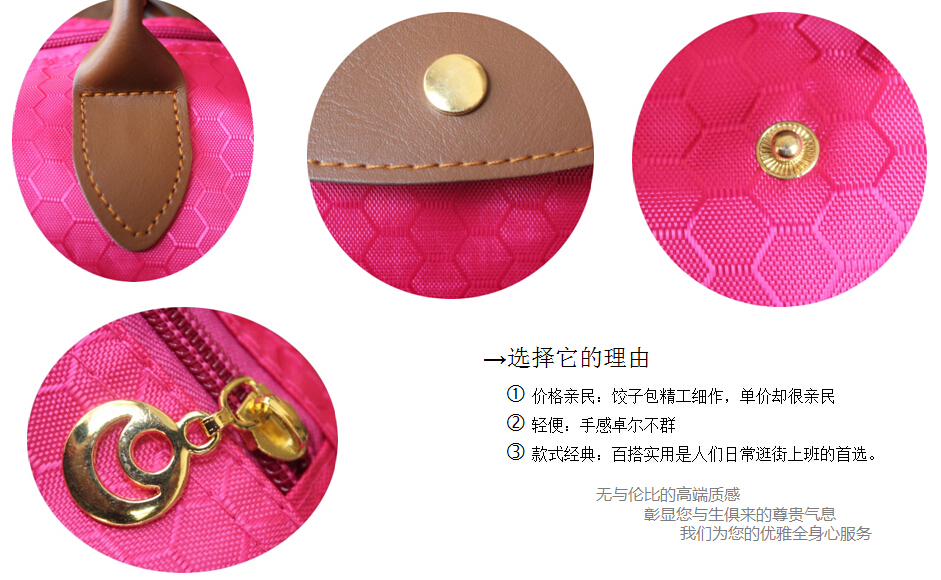 →选择它的理由
① 价格亲民：饺子包精工细作，单价却很亲民
② 轻便：手感卓尔不群
③ 款式经典：百搭实用是人们日常逛街上班的首选。
无与伦比的高端质感
彰显您与生俱来的尊贵气息
我们为您的优雅全身心服务